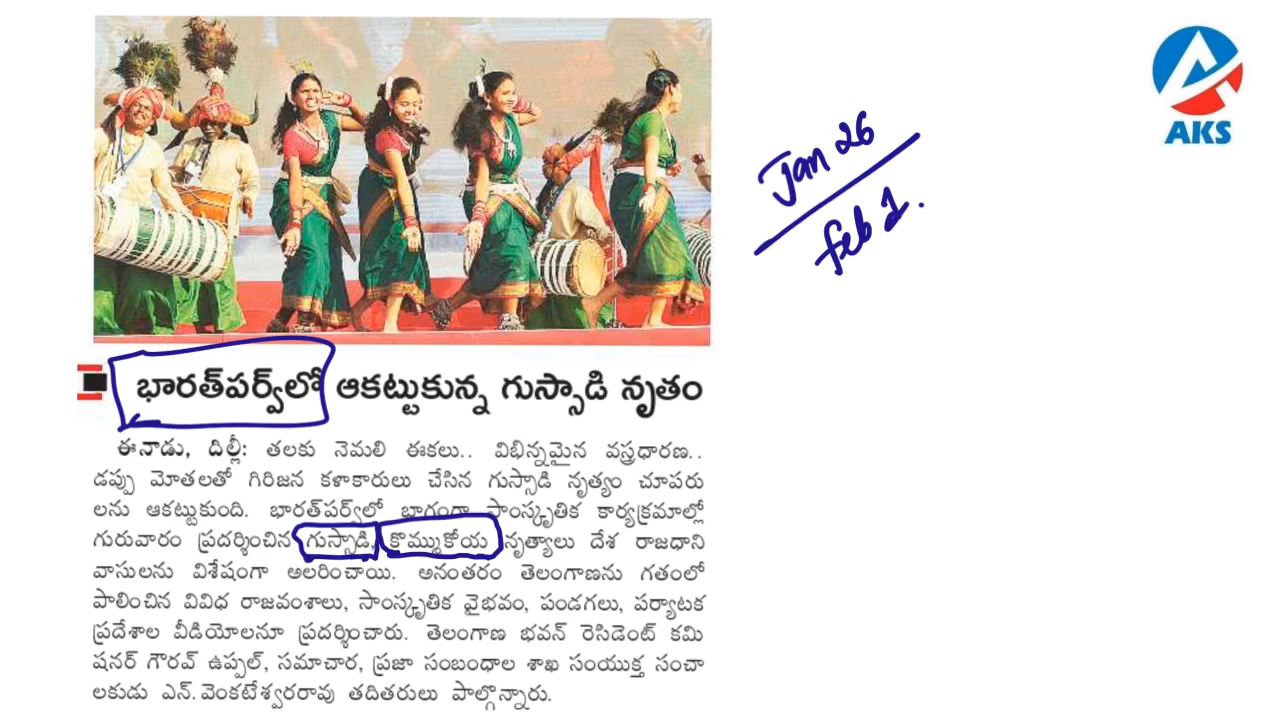 AKS
Jan 26
Feb 1.
భారత్‌పర్వ్‌లో ఆకట్టుకున్న గుస్సాడి నృతం
ఈనాడు, దిల్లీ: తలకు నెమలి ఈకలు.. విభిన్నమైన వస్త్రధారణ..
డప్పు మోతలతో గిరిజన కళాకారులు చేసిన గుస్సాడి నృత్యం చూపరు
లను ఆకట్టుకుంది. భారత్‌పర్వ్‌లో భాగంగా సాంస్కృతిక కార్యక్రమాల్లో
గురువారం ప్రదర్శించిన గుస్సాడి, కొమ్ముకోయ నృత్యాలు దేశ రాజధాని
వాసులను విశేషంగా అలరించాయి. అనంతరం తెలంగాణను గతంలో
పాలించిన వివిధ రాజవంశాలు, సాంస్కృతిక వైభవం, పండగలు, పర్యాటక
ప్రదేశాల వీడియోలనూ ప్రదర్శించారు. తెలంగాణ భవన్ రెసిడెంట్ కమి
షనర్ గౌరవ్ ఉప్పల్, సమాచార, ప్రజా సంబంధాల శాఖ సంయుక్త సంచా
లకుడు ఎన్.వెంకటేశ్వరరావు తదితరులు పాల్గొన్నారు.